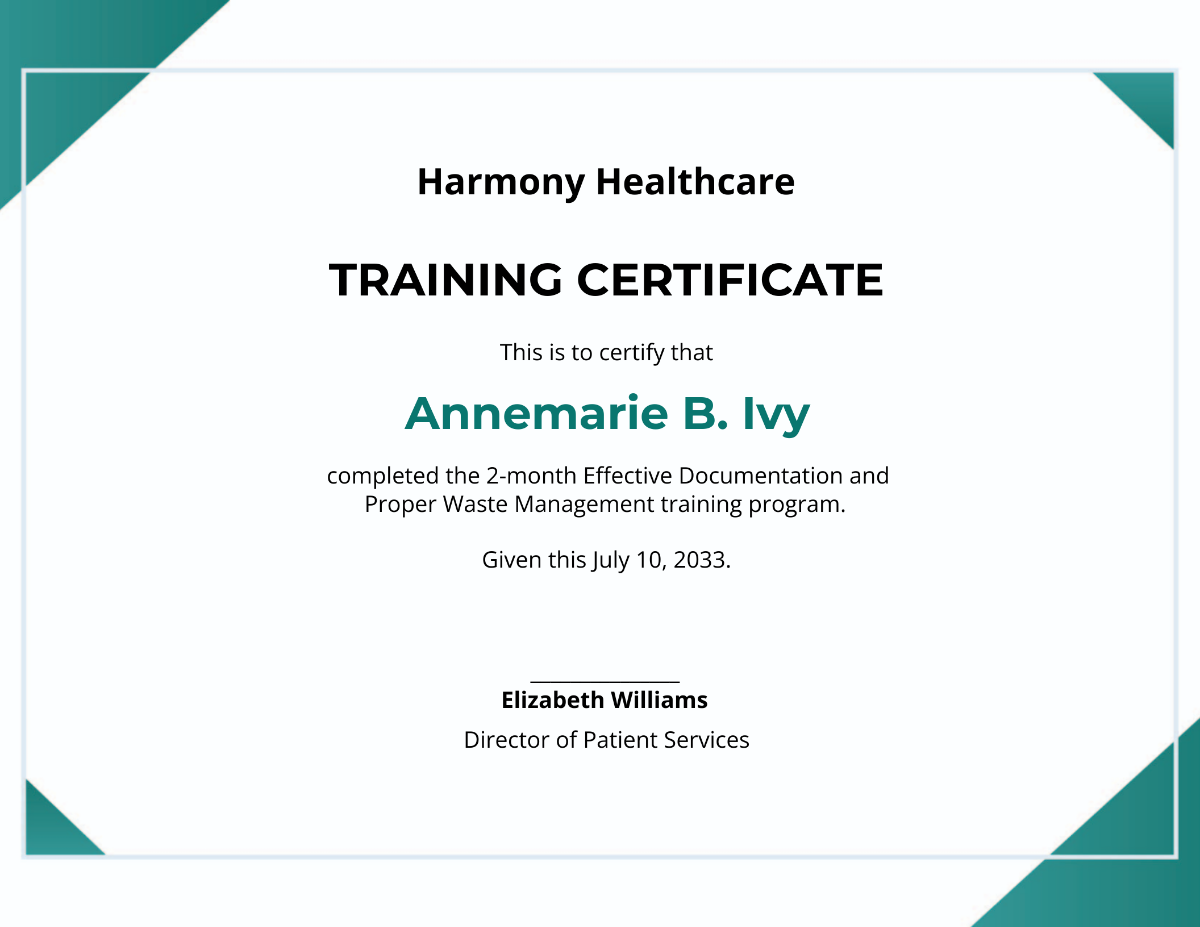 Harmony Healthcare
TRAINING CERTIFICATE
This is to certify that
Annemarie B. Ivy
completed the 2-month Effective Documentation and
Proper Waste Management training program.
Given this July 10, 2033.
Elizabeth Williams
Director of Patient Services